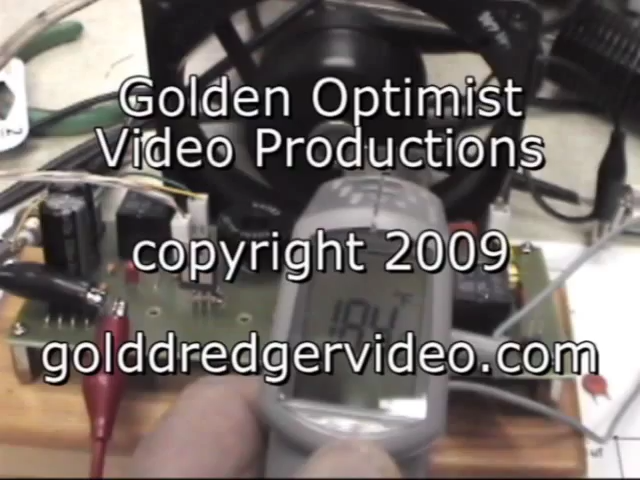 Golden Optimist
Video Productions
copyright 2009
golddredgervideo.com
184
°F